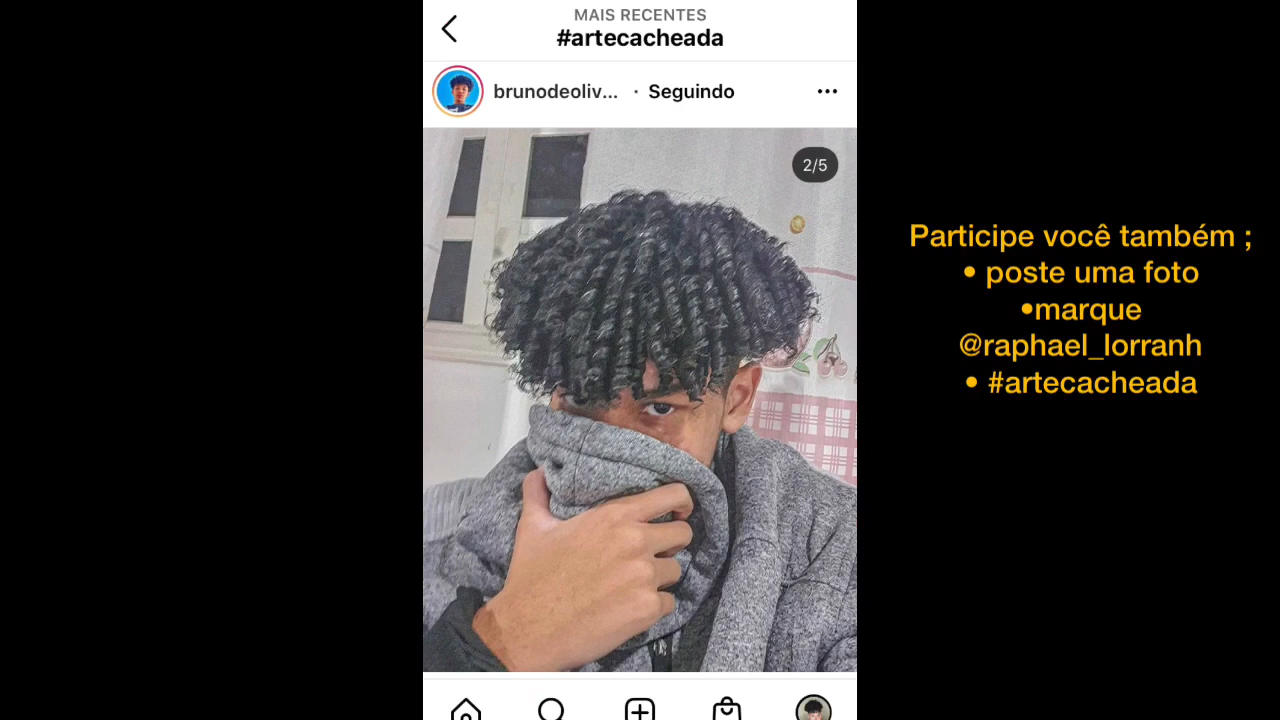 MAIS RECENTES
#artecacheada
brunodeoliv... · Seguindo
2/5
Participe você também ;
• poste uma foto
•marque
@raphael_lorranh
• #artecacheada